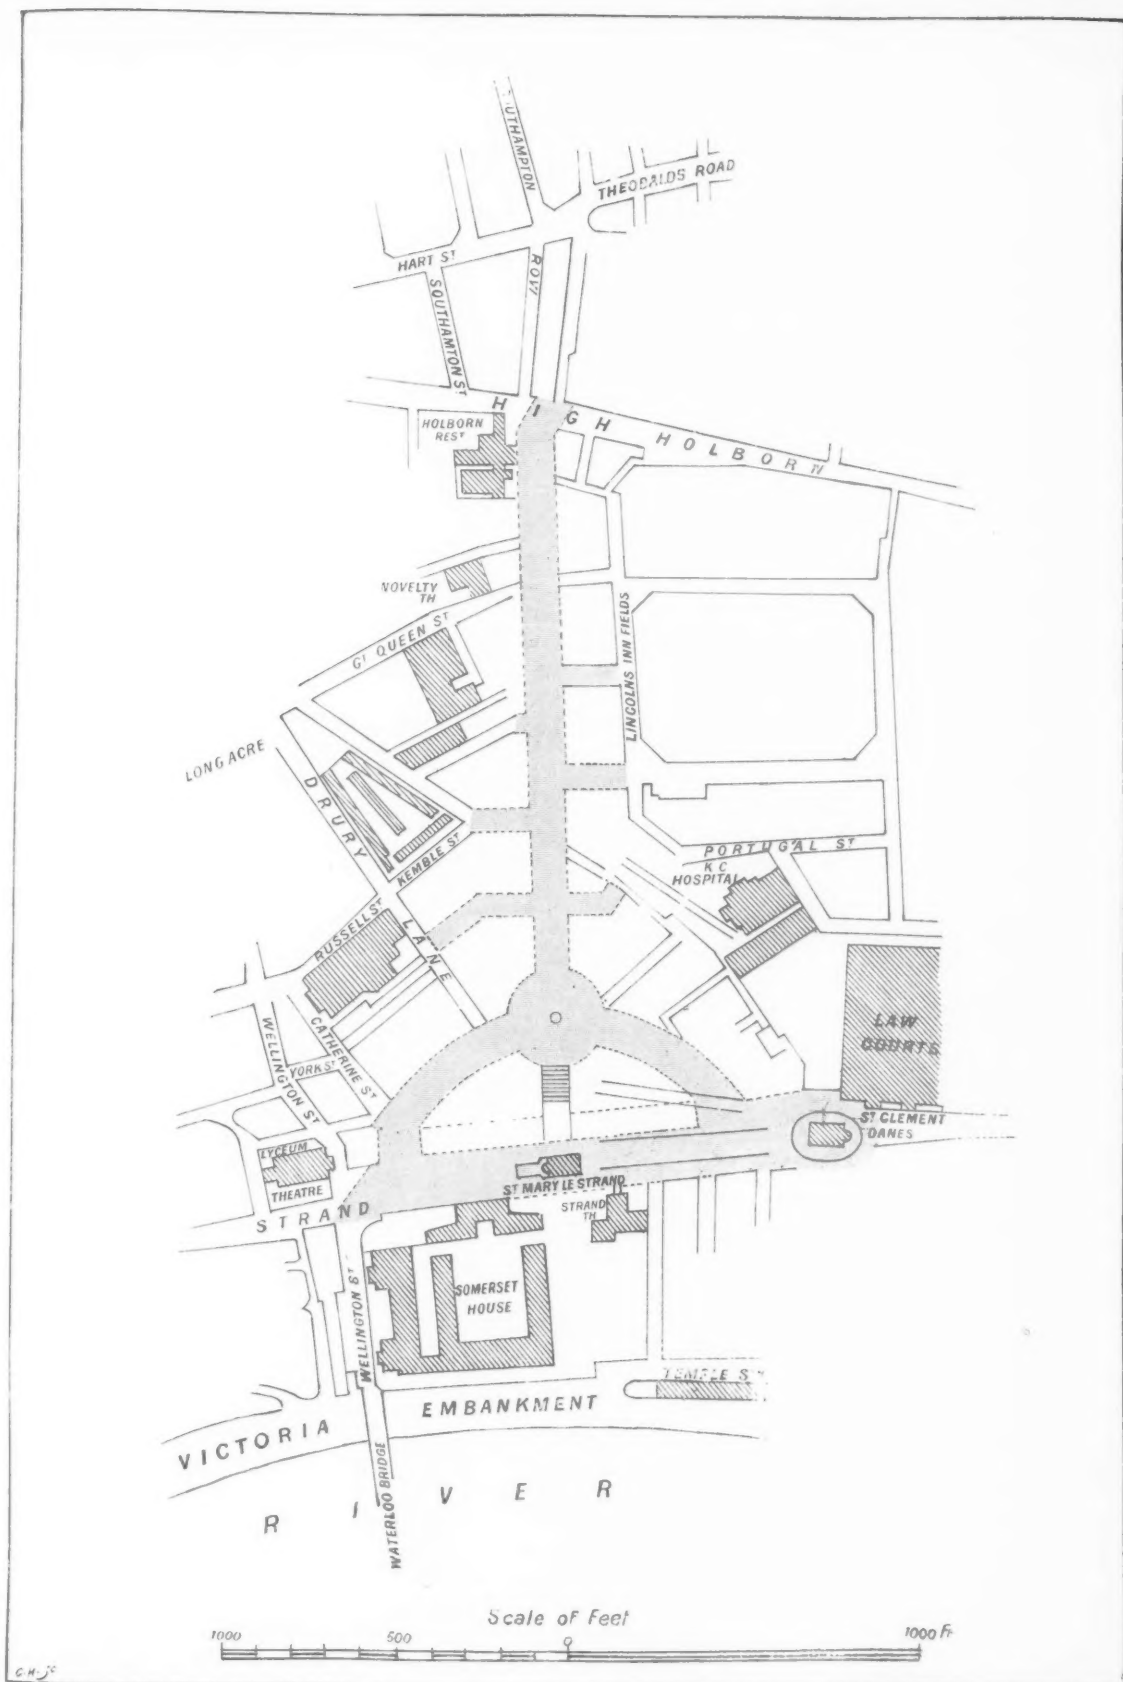 SOUTHAMPTON
ROW
THEOBALDS ROAD
HART ST
SOUTHAMTON ST
HIGH HOLBORN
HOLBORN
REST
NOVELTY
TH
GT QUEEN ST
LINCOLNS INN FIELDS
LONG ACRE
DRURY
LANE
KEMBLE ST
PORTUGAL ST
K C
HOSPITAL
RUSSELL ST
CATHERINE ST
WELLINGTON ST
YORK ST
LAW
COURTS
ST CLEMENT
DANES
LYCEUM
THEATRE
ST MARY LE STRAND
STRAND
TH
STRAND
SOMERSET
HOUSE
WELLINGTON ST
TEMPLE ST
VICTORIA EMBANKMENT
WATERLOO BRIDGE
RIVER
Scale of Feet
1000 500 0 1000 Ft